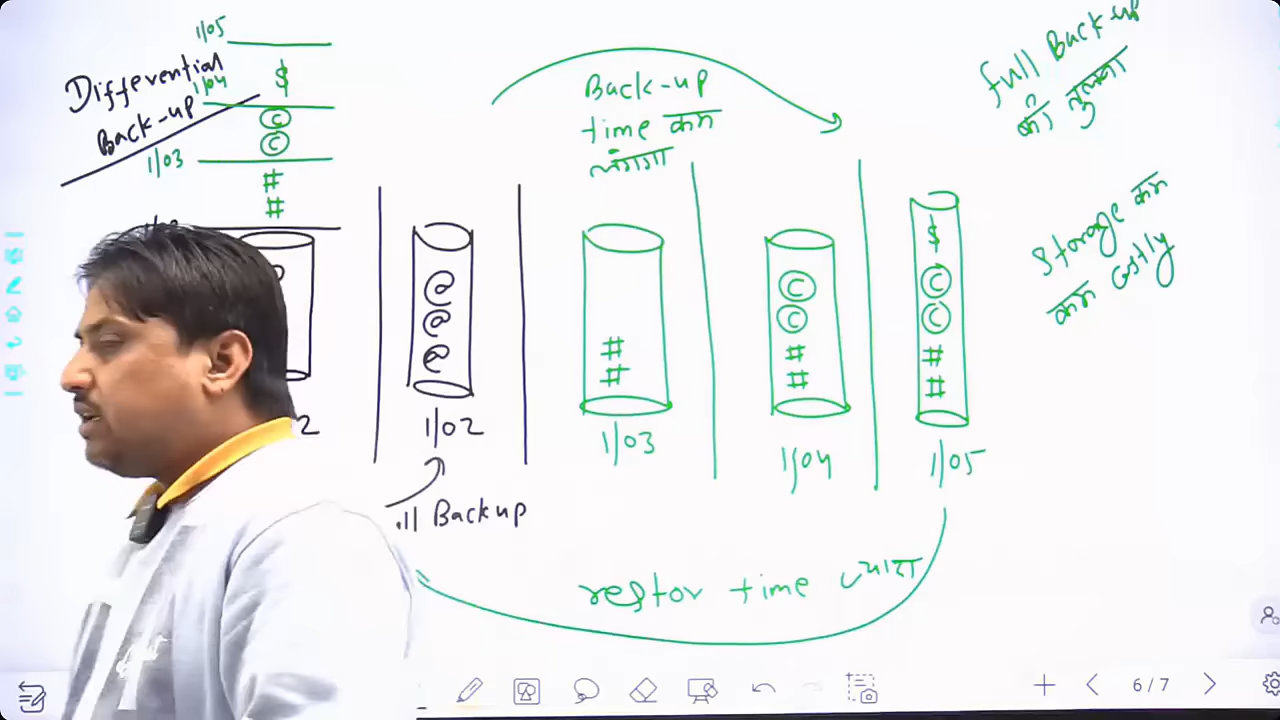 1/05
Differential
Back-up
1/04
$
©
©
1/03
#
#
Back-up
time कम
लगेगा
full Back-up
की तुलना
Storage कम
कम costly
@
@
@
1/02
Backup
#
#
1/03
©
©
#
#
1/04
$
©
©
#
#
1/05
restor time ज्यादा
6/7